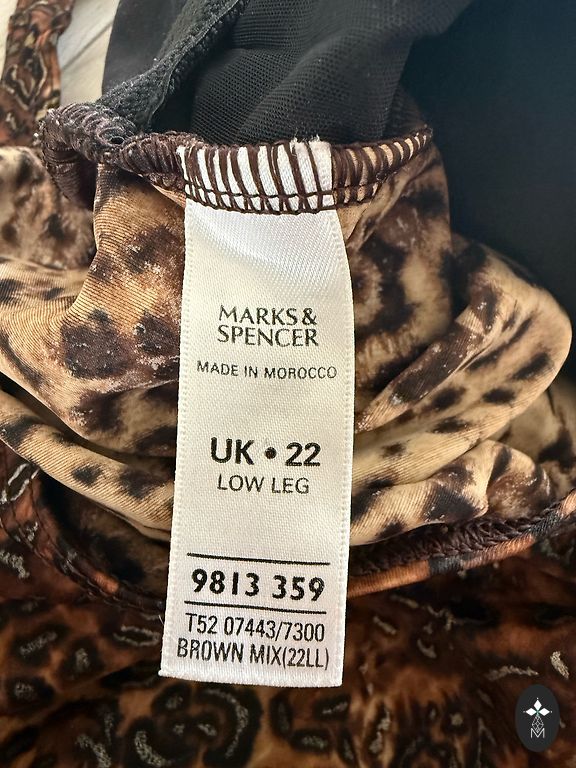 MARKS &
SPENCER
MADE IN MOROCCO
UK • 22
LOW LEG
9813 359
T52 07443/7300
BROWN MIX(22LL)
M